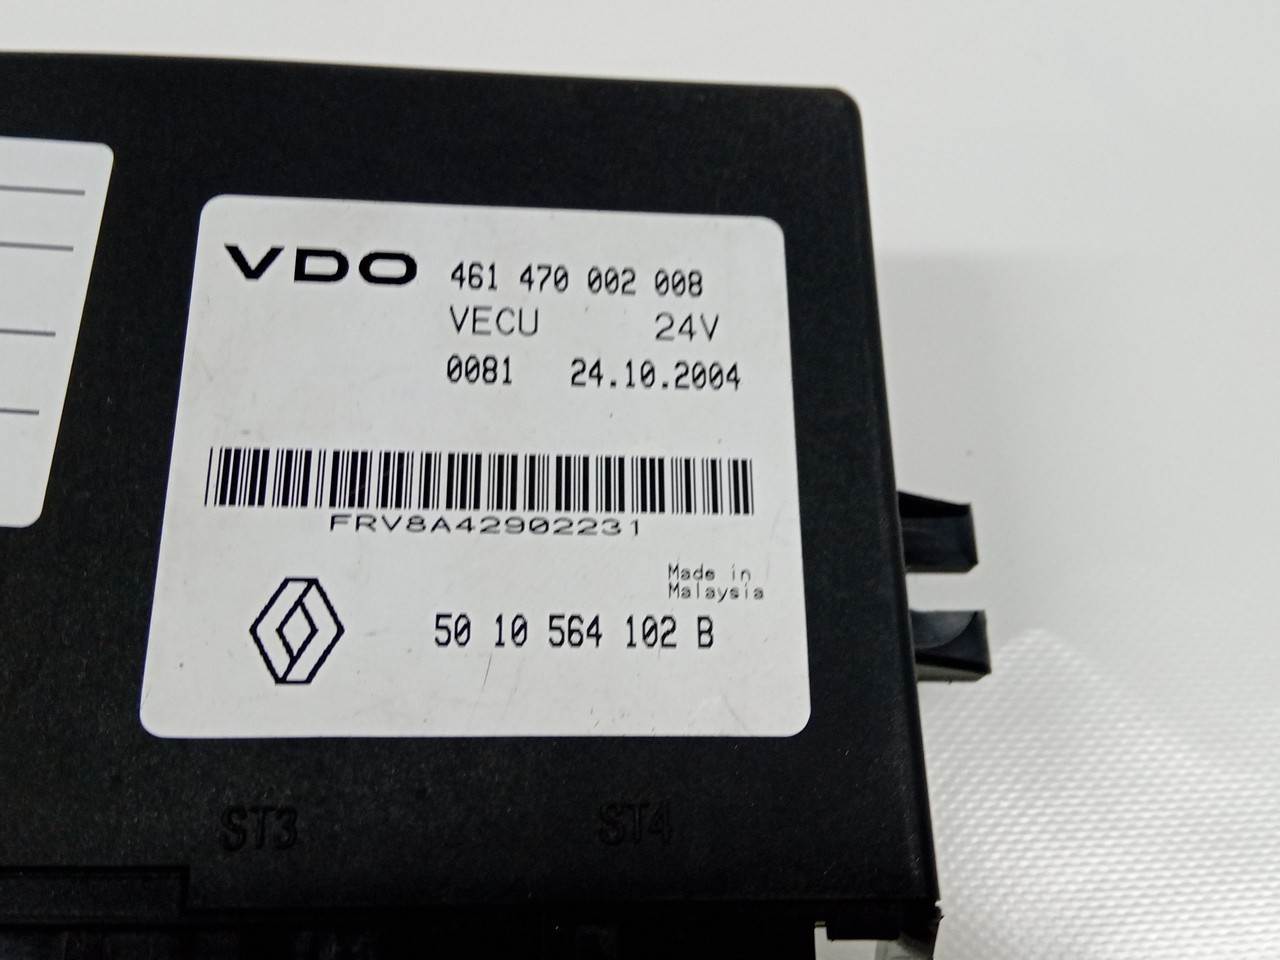 VDO 461 470 002 008
VECU 24V
0081 24.10.2004
FRV8A42902231
Made in
Malaysia
50 10 564 102 B
ST3 ST4